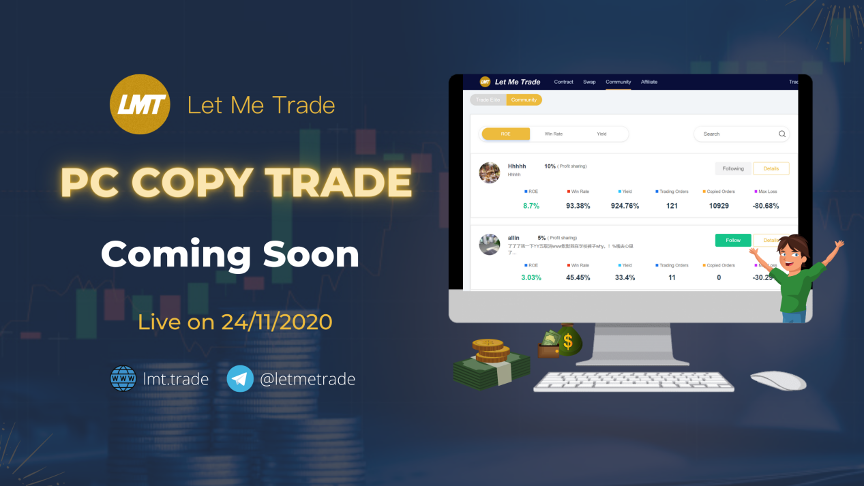 LMT
Let Me Trade
PC COPY TRADE
Coming Soon
Live on 24/11/2020
www
lmt.trade
@letmetrade
LMT Let Me Trade Contract Swap Community Affiliate
Community
ROE Win Rate Yield Search
Hhhhh 10% ( Profit sharing)
Following Details
ROE Win Rate Yield Trading Orders Copied Orders Max Loss
8.7% 93.38% 924.76% 121 10929 -80.68%
5% ( Profit sharing)
Follow
ROE Win Rate Yield Trading Orders Copied Orders
3.03% 45.45% 33.4% 11 0
$